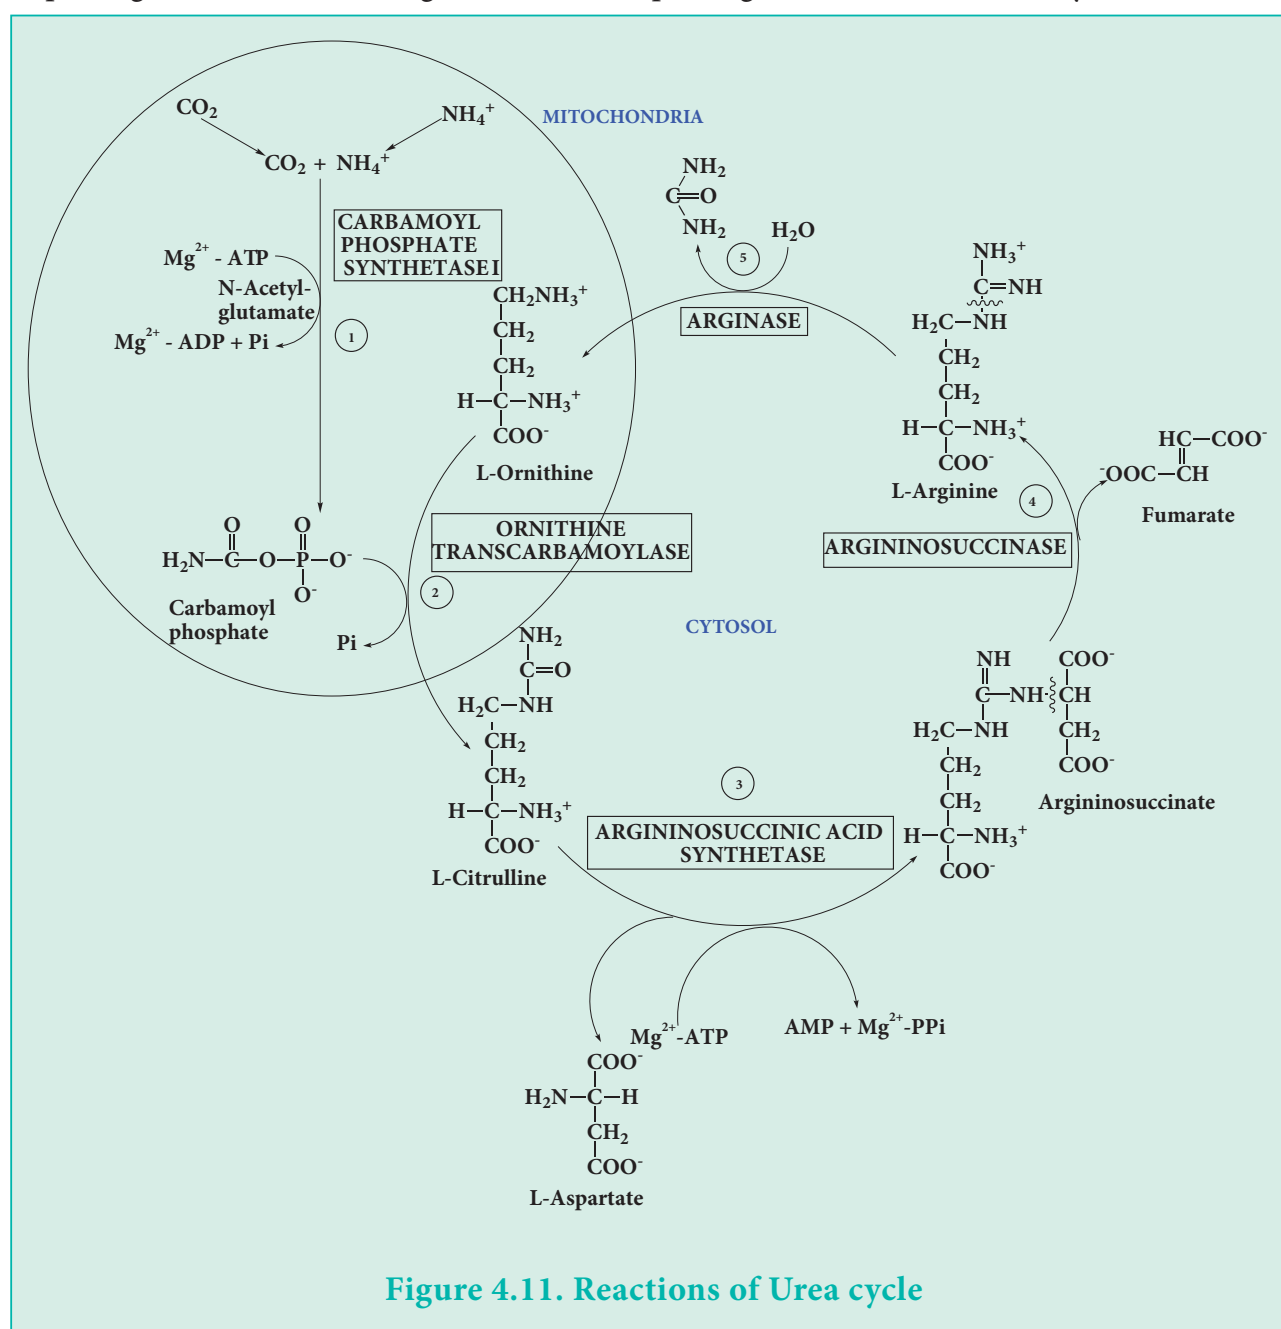 CO₂
NH₄⁺
MITOCHONDRIA
CO₂ + NH₄⁺
CARBAMOYL
PHOSPHATE
SYNTHETASE I
Mg²⁺ - ATP
N-Acetyl-
glutamate
Mg²⁺ - ADP + Pi
1
NH₂
C=O
NH₂
H₂O
5
ARGINASE
CH₂NH₃⁺
CH₂
CH₂
H—C—NH₃⁺
COO⁻
L-Ornithine
NH₃⁺
C=NH
H₂C—NH
CH₂
CH₂
H—C—NH₃⁺
COO⁻
L-Arginine
4
HC—COO⁻
⁻OOC—CH
Fumarate
ARGININOSUCCINASE
ORNITHINE
TRANSCARBAMOYLASE
O O
H₂N—C—O—P—O⁻
O⁻
Carbamoyl
phosphate
2
Pi
CYTOSOL
NH₂
C=O
H₂C—NH
CH₂
CH₂
H—C—NH₃⁺
COO⁻
L-Citrulline
NH COO⁻
C—NH CH
H₂C—NH CH₂
CH₂ COO⁻
CH₂
Argininosuccinate
H—C—NH₃⁺
COO⁻
3
ARGININOSUCCINIC ACID
SYNTHETASE
Mg²⁺-ATP
AMP + Mg²⁺-PPi
COO⁻
H₂N—C—H
CH₂
COO⁻
L-Aspartate
Figure 4.11. Reactions of Urea cycle